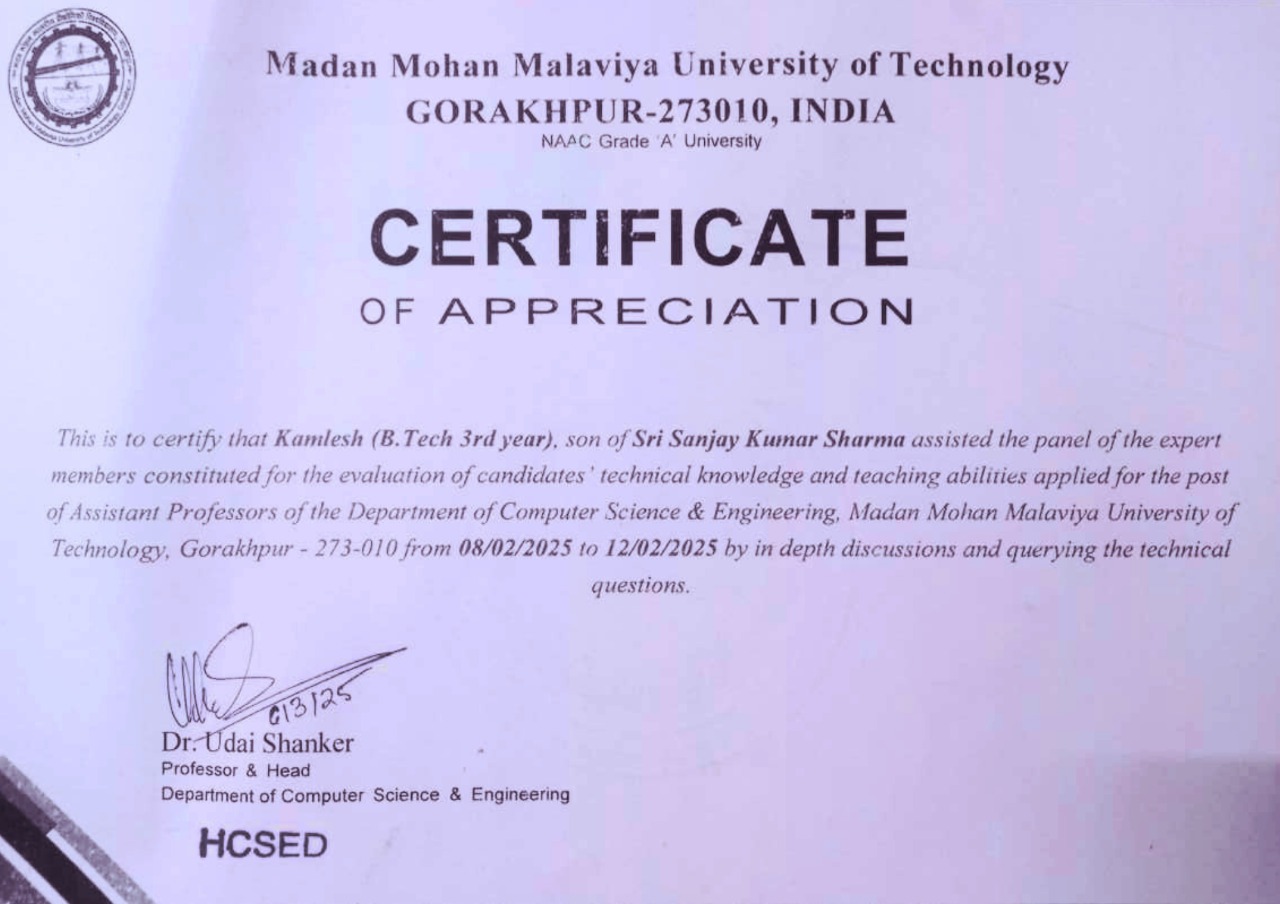 Madan Mohan Malaviya University of Technology
GORAKHPUR-273010, INDIA
NAAC Grade 'A' University
CERTIFICATE
OF APPRECIATION
This is to certify that Kamlesh (B.Tech 3rd year), son of Sri Sanjay Kumar Sharma assisted the panel of the expert
members constituted for the evaluation of candidates' technical knowledge and teaching abilities applied for the post
of Assistant Professors of the Department of Computer Science & Engineering, Madan Mohan Malaviya University of
Technology, Gorakhpur - 273-010 from 08/02/2025 to 12/02/2025 by in depth discussions and querying the technical
questions.
Dr. Udai Shanker
Professor & Head
Department of Computer Science & Engineering
HCSED